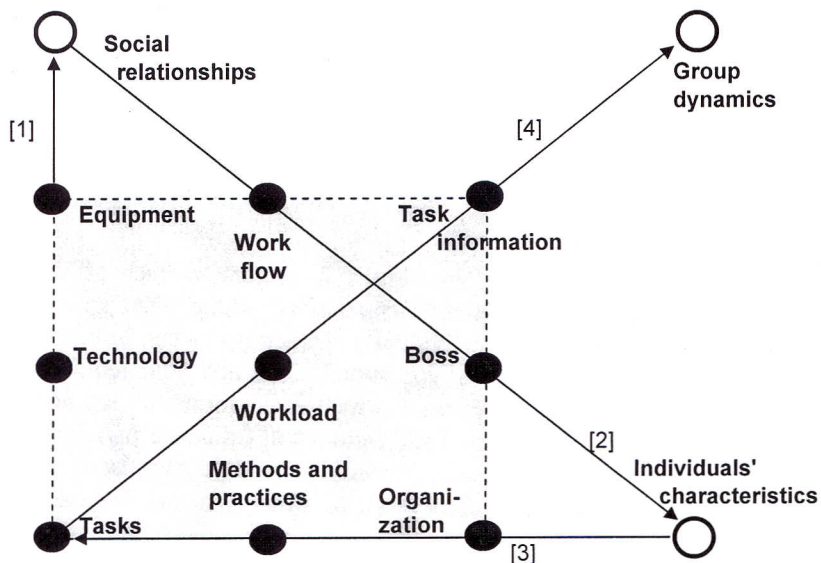 Social
relationships
Group
dynamics
[1]
[4]
Equipment
Work
flow
Task
information
Technology
Boss
Workload
[2]
Methods and
practices
Organi-
zation
Individuals'
characteristics
Tasks
[3]